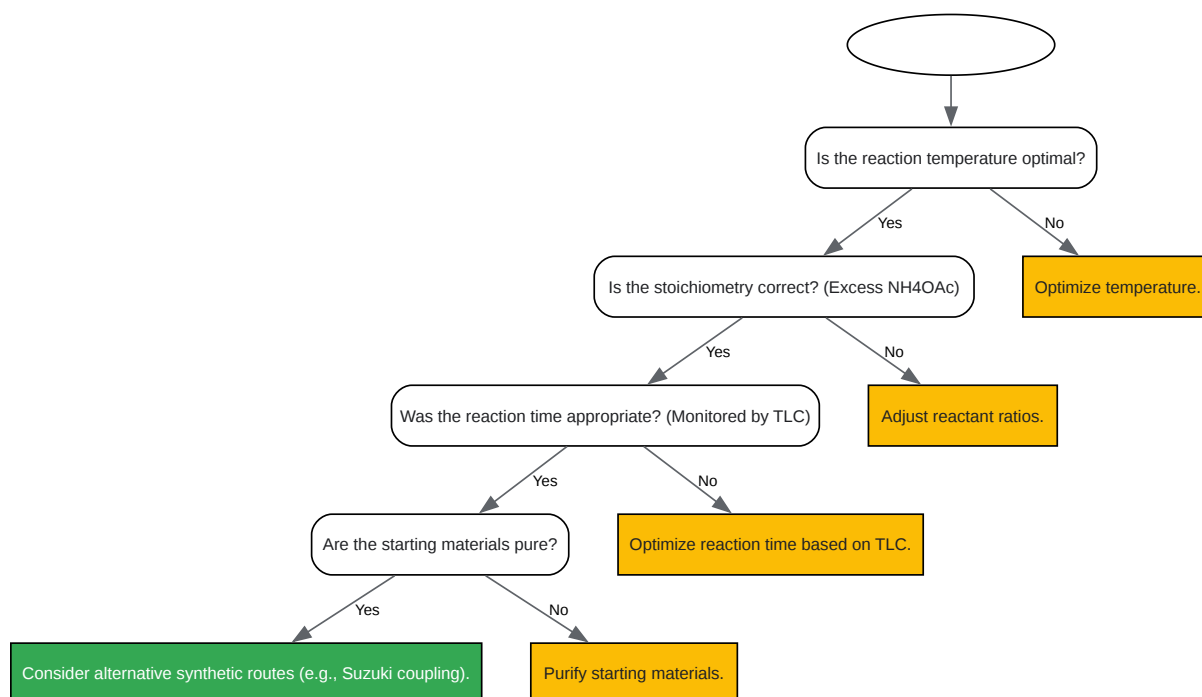 Is the reaction temperature optimal?
Yes
No
Is the stoichiometry correct? (Excess NH4OAc)
Optimize temperature.
Yes
No
Was the reaction time appropriate? (Monitored by TLC)
Adjust reactant ratios.
Yes
No
Are the starting materials pure?
Optimize reaction time based on TLC.
Yes
No
Consider alternative synthetic routes (e.g., Suzuki coupling).
Purify starting materials.